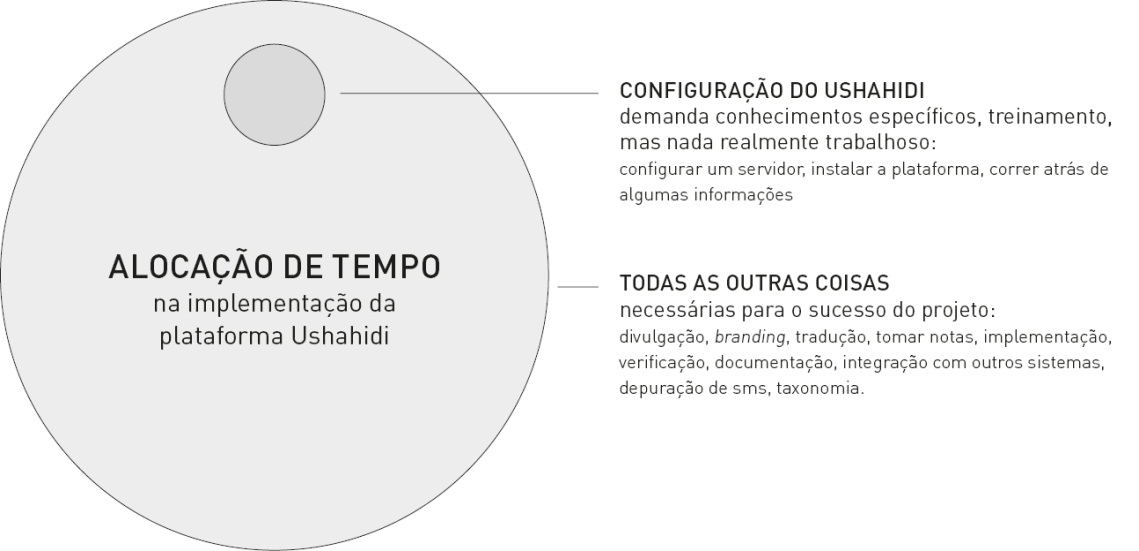 ALOCAÇÃO DE TEMPO
na implementação da
plataforma Ushahidi
CONFIGURAÇÃO DO USHAHIDI
demanda conhecimentos específicos, treinamento,
mas nada realmente trabalhoso:
configurar um servidor, instalar a plataforma, correr atrás de
algumas informações
TODAS AS OUTRAS COISAS
necessárias para o sucesso do projeto:
divulgação, branding, tradução, tomar notas, implementação,
verificação, documentação, integração com outros sistemas,
depuração de sms, taxonomia.